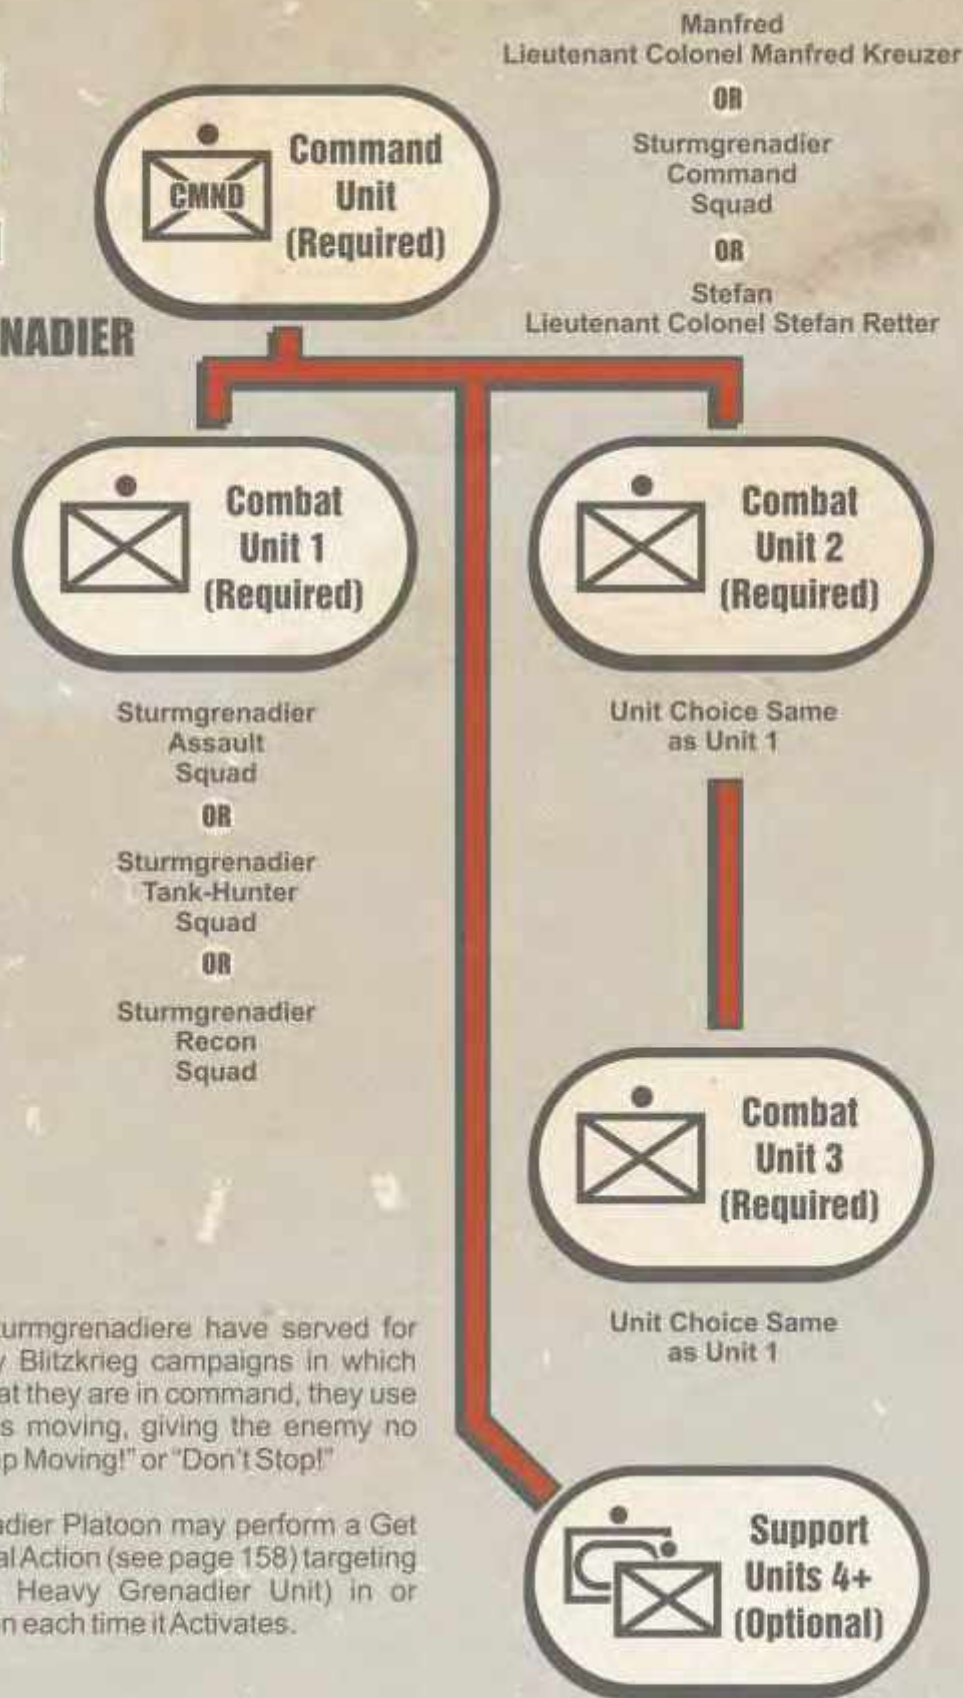 Manfred
Lieutenant Colonel Manfred Kreuzer
OR
Sturmgrenadier
Command
Squad
OR
Stefan
Lieutenant Colonel Stefan Retter
CMND
Command
Unit
(Required)
NADIER
Combat
Unit 1
(Required)
Sturmgrenadier
Assault
Squad
OR
Sturmgrenadier
Tank-Hunter
Squad
OR
Sturmgrenadier
Recon
Squad
Combat
Unit 2
(Required)
Unit Choice Same
as Unit 1
Combat
Unit 3
(Required)
Unit Choice Same
as Unit 1
Support
Units 4+
(Optional)
turmgrenadiere have served for
y Blitzkrieg campaigns in which
at they are in command, they use
s moving, giving the enemy no
p Moving!" or "Don't Stop!"
adier Platoon may perform a Get
al Action (see page 158) targeting
Heavy Grenadier Unit) in or
n each time it Activates.